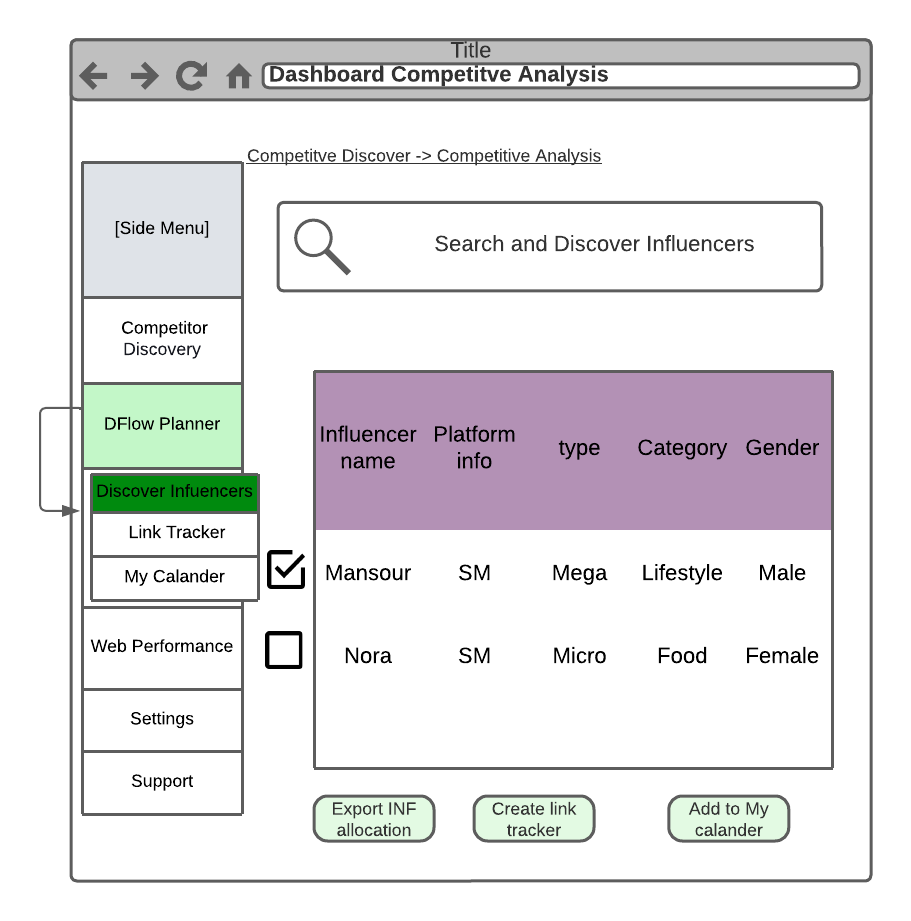 Title
Dashboard Competitve Analysis
Competitve Discover -> Competitive Analysis
[Side Menu]
Search and Discover Influencers
Competitor
Discovery
DFlow Planner
Discover Infuencers
Link Tracker
My Calander
Web Performance
Settings
Support
Influencer name Platform info type Category Gender
Mansour SM Mega Lifestyle Male
Nora SM Micro Food Female
Export INF
allocation
Create link
tracker
Add to My
calander